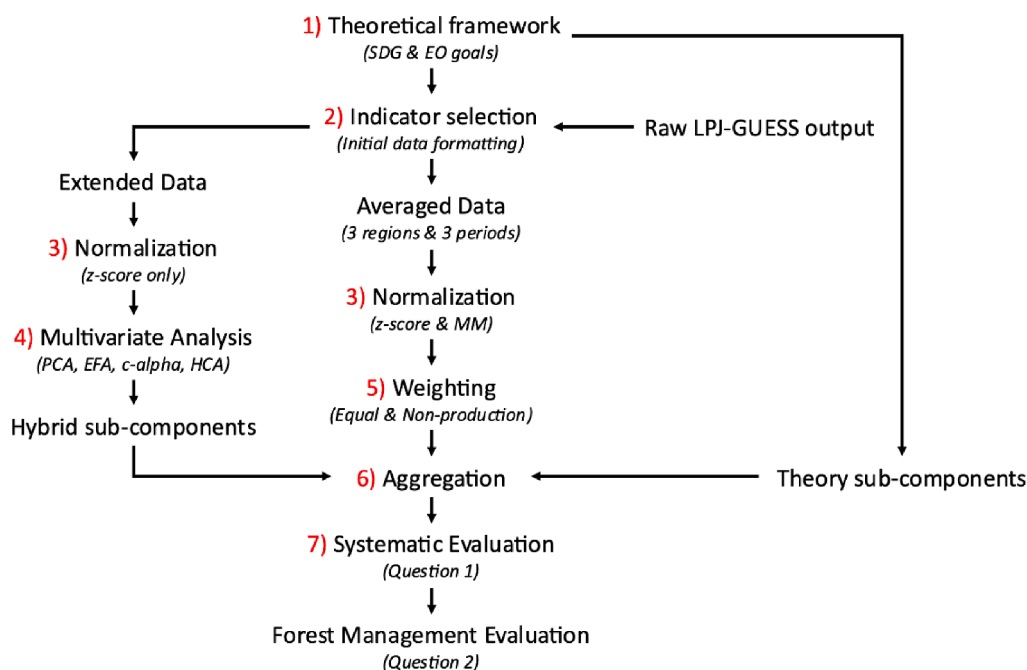 1) Theoretical framework
(SDG & EO goals)
2) Indicator selection
(Initial data formatting)
Raw LPJ-GUESS output
Extended Data
3) Normalization
(z-score only)
4) Multivariate Analysis
(PCA, EFA, c-alpha, HCA)
Hybrid sub-components
Averaged Data
(3 regions & 3 periods)
3) Normalization
(z-score & MM)
5) Weighting
(Equal & Non-production)
6) Aggregation
Theory sub-components
7) Systematic Evaluation
(Question 1)
Forest Management Evaluation
(Question 2)